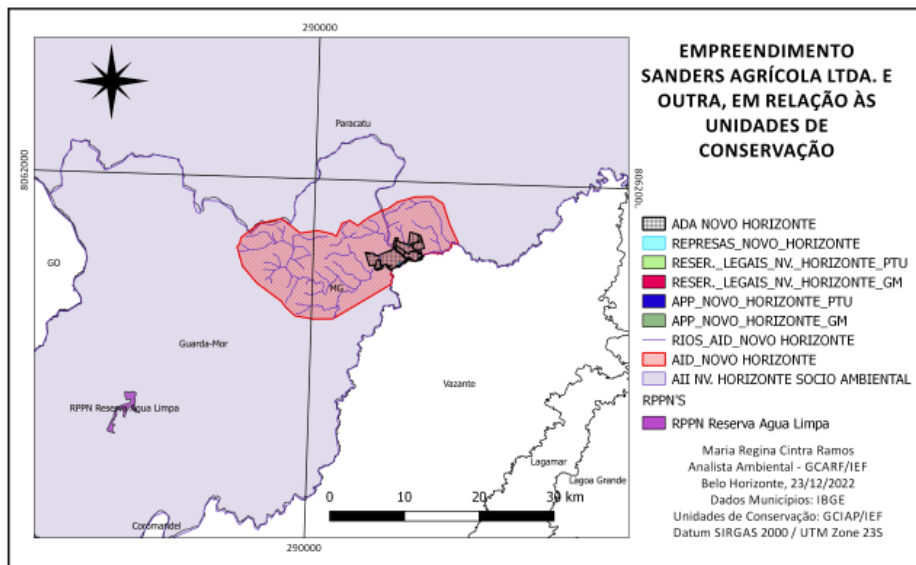 290000
EMPREENDIMENTO
SANDERS AGRÍCOLA LTDA. E
OUTRA, EM RELAÇÃO ÀS
UNIDADES DE
CONSERVAÇÃO
Paracatu
8062000
806200
GO
MG
Guarda-Mor
Vazante
RPPN Reserva Agua Limpa
Lagamar
Lagoa Grande
Coromandel
0 10 20 30 km
290000
ADA NOVO HORIZONTE
REPRESAS_NOVO_HORIZONTE
RESER._LEGAIS_NV._HORIZONTE_PTU
RESER._LEGAIS_NV._HORIZONTE_GM
APP_NOVO_HORIZONTE_PTU
APP_NOVO_HORIZONTE_GM
RIOS_AID_NOVO HORIZONTE
AID_NOVO HORIZONTE
AII NV. HORIZONTE SOCIO AMBIENTAL
RPPN'S
RPPN Reserva Agua Limpa
Maria Regina Cintra Ramos
Analista Ambiental - GCARF/IEF
Belo Horizonte, 23/12/2022
Dados Municípios: IBGE
Unidades de Conservação: GCIAP/IEF
Datum SIRGAS 2000 / UTM Zone 23S